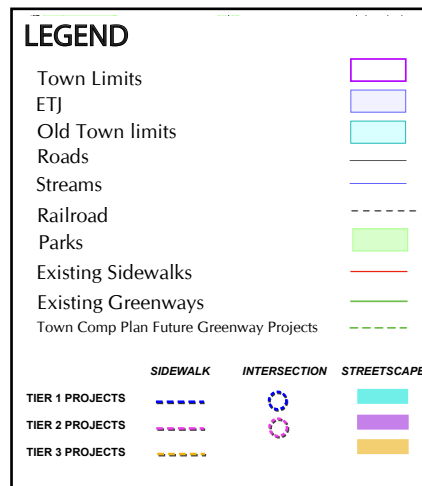 LEGEND
Town Limits
ETJ
Old Town limits
Roads
Streams
Railroad
Parks
Existing Sidewalks
Existing Greenways
Town Comp Plan Future Greenway Projects
SIDEWALK INTERSECTION STREETSCAPE
TIER 1 PROJECTS
TIER 2 PROJECTS
TIER 3 PROJECTS